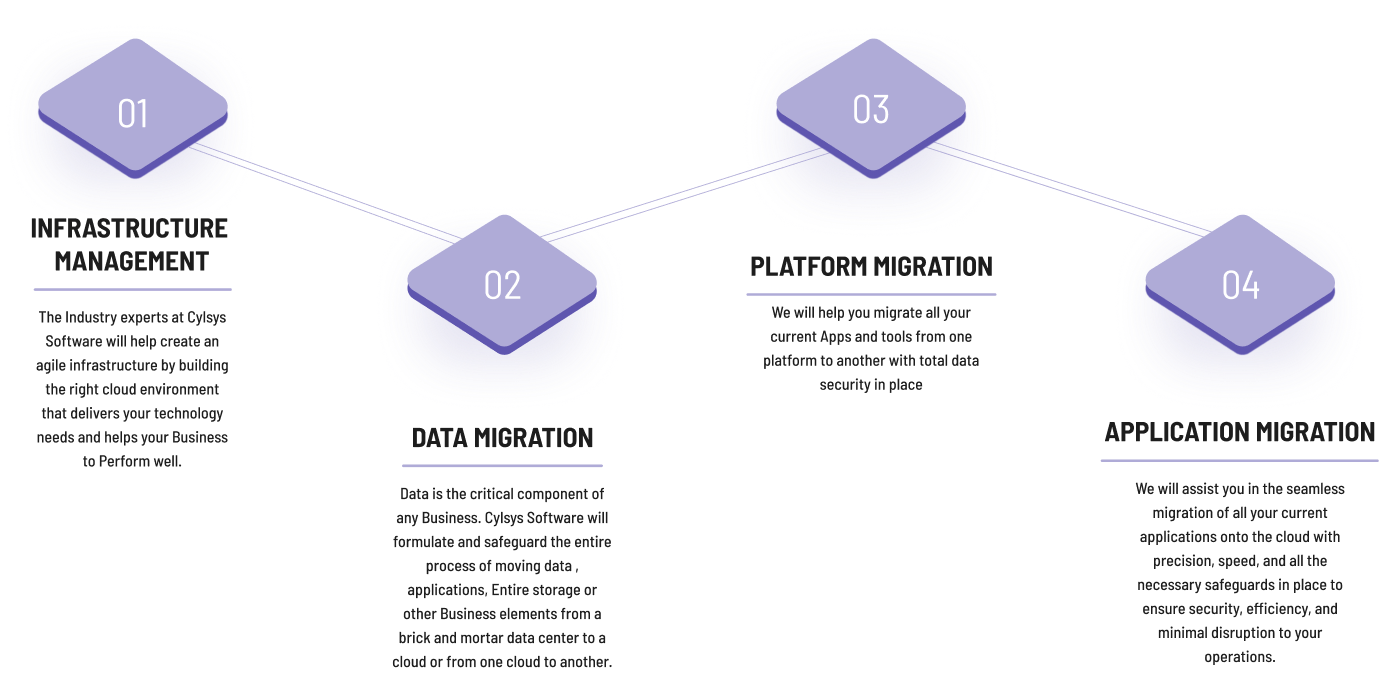 01
INFRASTRUCTURE
MANAGEMENT
The Industry experts at Cylsys
Software will help create an
agile infrastructure by building
the right cloud environment
that delivers your technology
needs and helps your Business
to Perform well.
02
DATA MIGRATION
Data is the critical component of
any Business. Cylsys Software will
formulate and safeguard the entire
process of moving data ,
applications, Entire storage or
other Business elements from a
brick and mortar data center to a
cloud or from one cloud to another.
03
PLATFORM MIGRATION
We will help you migrate all your
current Apps and tools from one
platform to another with total data
security in place
04
APPLICATION MIGRATION
We will assist you in the seamless
migration of all your current
applications onto the cloud with
precision, speed, and all the
necessary safeguards in place to
ensure security, efficiency, and
minimal disruption to your
operations.